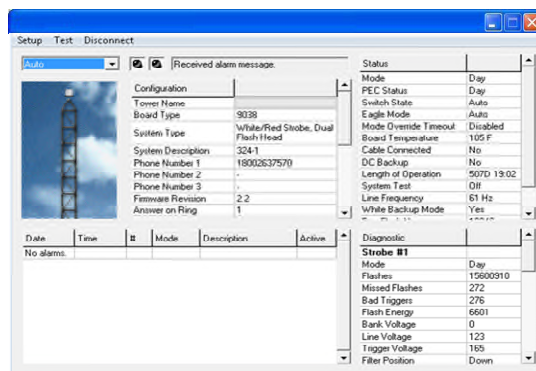 Setup Test Disconnect
Auto
Received alarm message.
Configuration
Tower Name
Board Type 9038
System Type White/Red Strobe, Dual
Flash Head
System Description 324-1
Phone Number 1 18002637570
Phone Number 2 -
Phone Number 3 -
Firmware Revision 2.2
Answer on Ring 1
Status
Mode Day
PEC Status Day
Switch State Auto
Eagle Mode Auto
Mode Override Timeout Disabled
Board Temperature 105 F
Cable Connected No
DC Backup No
Length of Operation 507D 19:02
System Test Off
Line Frequency 61 Hz
White Backup Mode Yes
Date Time # Mode Description Active
No alarms.
Diagnostic
Strobe #1
Mode Day
Flashes 15600910
Missed Flashes 272
Bad Triggers 276
Flash Energy 6601
Bank Voltage 0
Line Voltage 123
Trigger Voltage 165
Filter Position Down